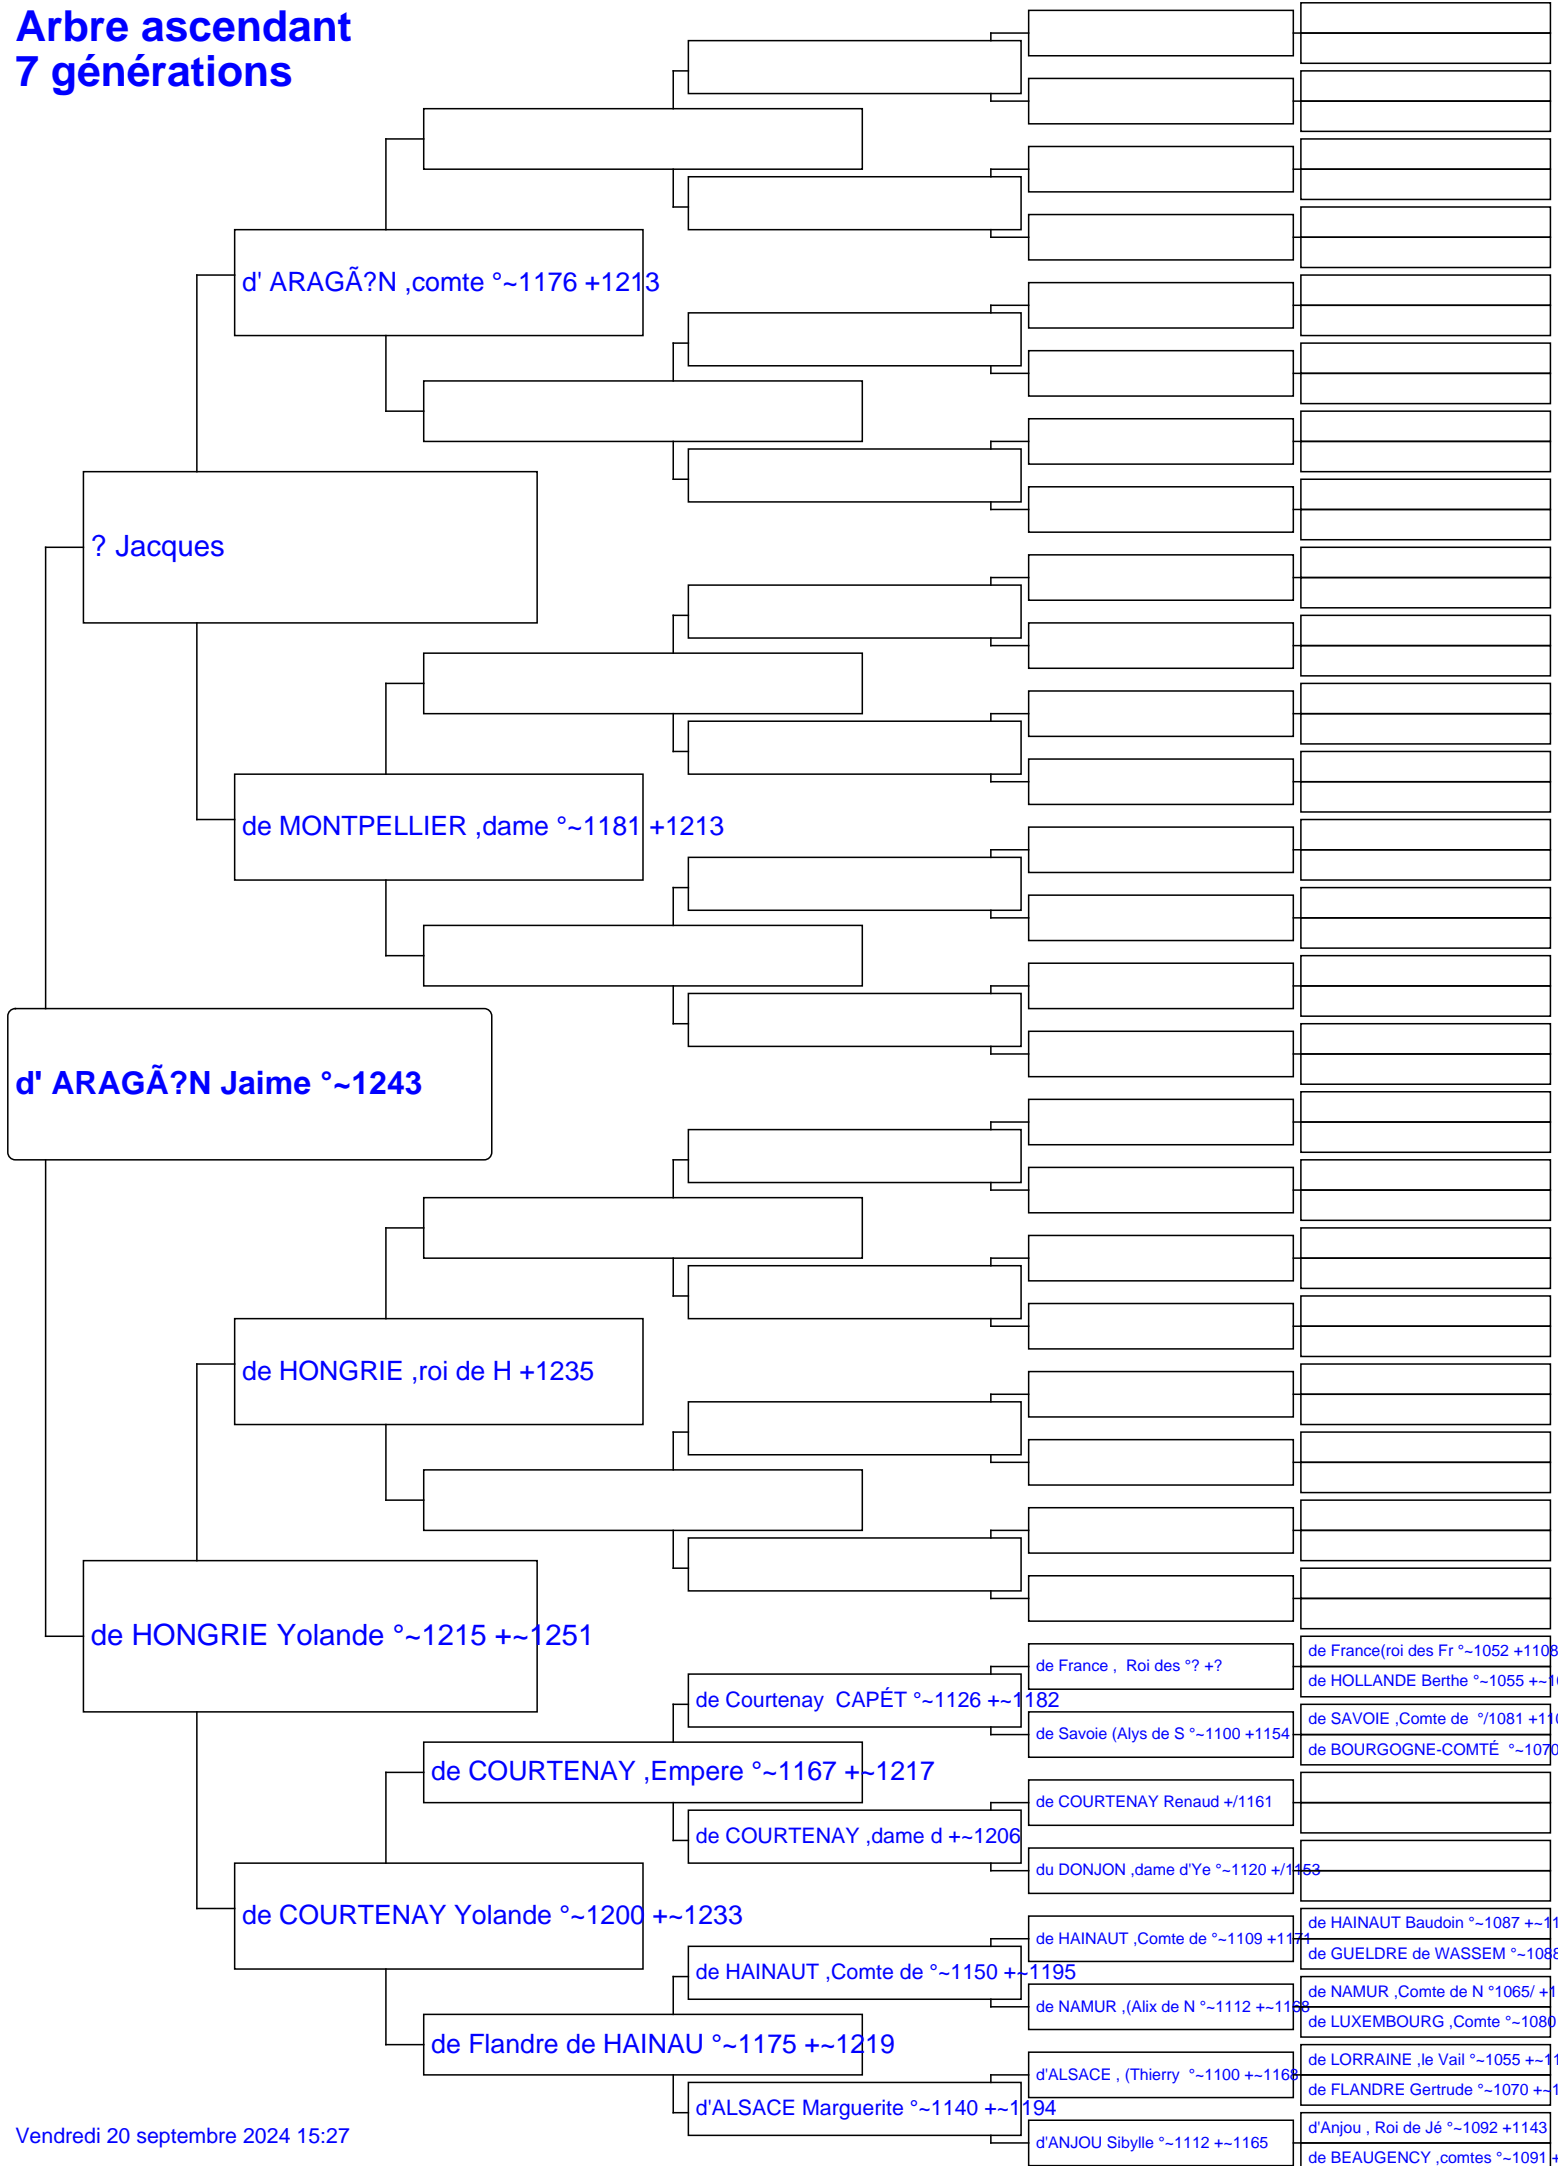 Arbre ascendant
7 générations
d' ARAGÃ?N ,comte °~1176 +1213
? Jacques
de MONTPELLIER ,dame °~1181 +1213
d' ARAGÃ?N Jaime °~1243
de HONGRIE ,roi de H +1235
de HONGRIE Yolande °~1215 +~1251
de France , Roi des °? +?
de France(roi des Fr °~1052 +1108
de HOLLANDE Berthe °~1055 +~1
de Courtenay CAPÉT °~1126 +~1182
de Savoie (Alys de S °~1100 +1154
de SAVOIE ,Comte de °/1081 +110
de BOURGOGNE-COMTÉ °~1070
de COURTENAY ,Empere °~1167 +~1217
de COURTENAY Renaud +/1161
de COURTENAY ,dame d +~1206
du DONJON ,dame d'Ye °~1120 +/1153
de COURTENAY Yolande °~1200 +~1233
de HAINAUT ,Comte de °~1109 +1171
de HAINAUT Baudoin °~1087 +~11
de GUELDRE de WASSEM °~1088
de HAINAUT ,Comte de °~1150 +~1195
de NAMUR ,(Alix de N °~1112 +~1168
de NAMUR ,Comte de N °1065/ +1
de LUXEMBOURG ,Comte °~1080
de Flandre de HAINAU °~1175 +~1219
d'ALSACE , (Thierry °~1100 +~1168
de LORRAINE ,le Vail °~1055 +~11
de FLANDRE Gertrude °~1070 +~1
d'ALSACE Marguerite °~1140 +~1194
d'ANJOU Sibylle °~1112 +~1165
d'Anjou , Roi de Jé °~1092 +1143
de BEAUGENCY ,comtes °~1091 +
Vendredi 20 septembre 2024 15:27